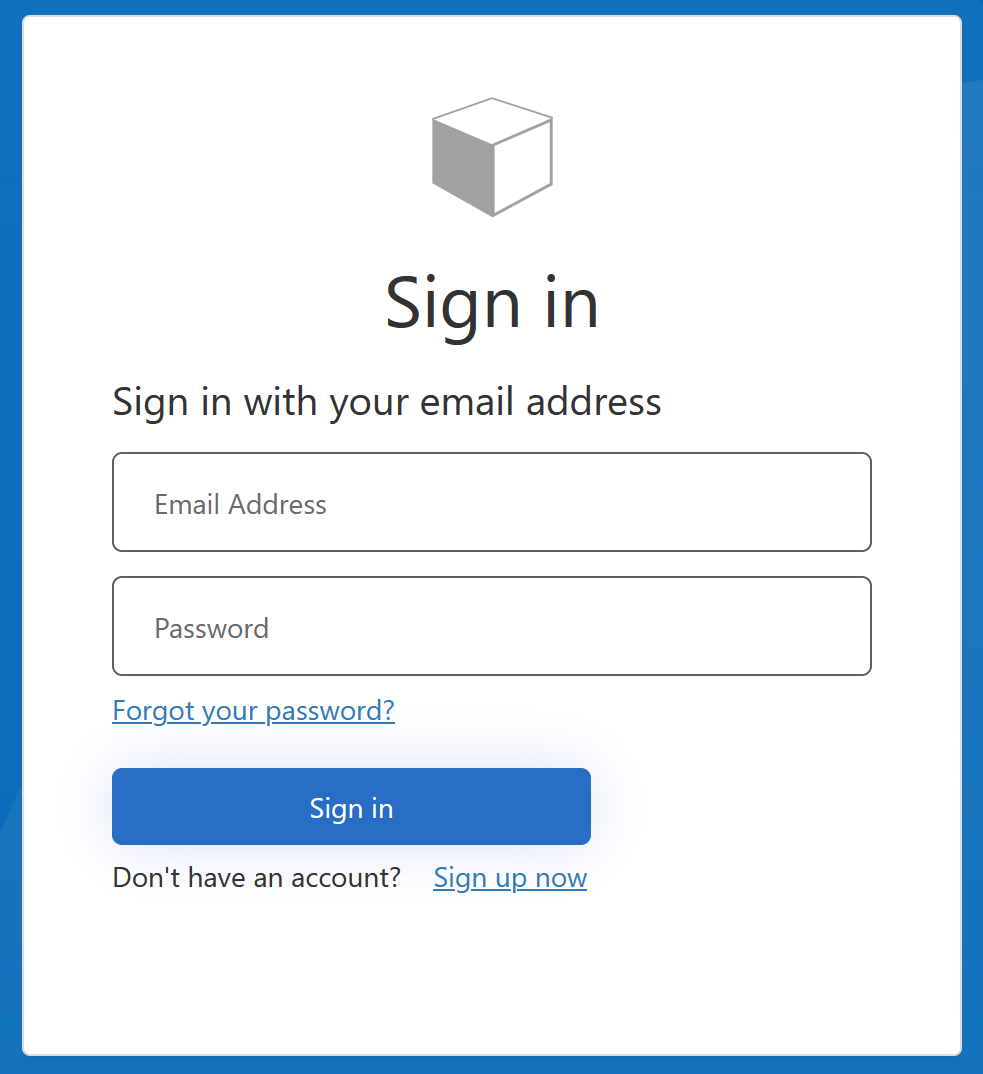 Sign in
Sign in with your email address
Email Address
Password
Forgot your password?
Sign in
Don't have an account? Sign up now